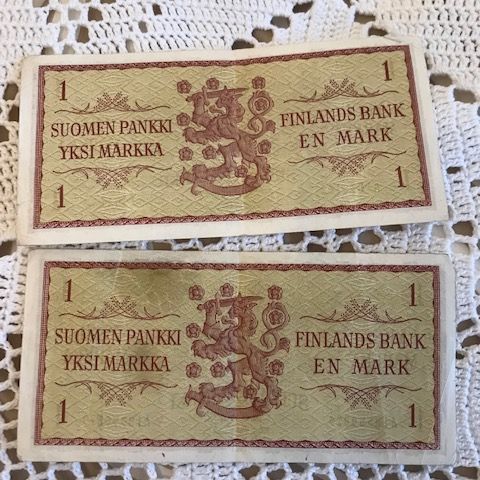 1 1
SUOMEN PANKKI FINLANDS BANK
YKSI MARKKA EN MARK
1 1
1 1
SUOMEN PANKKI FINLANDS BANK
YKSI MARKKA EN MARK
1 1